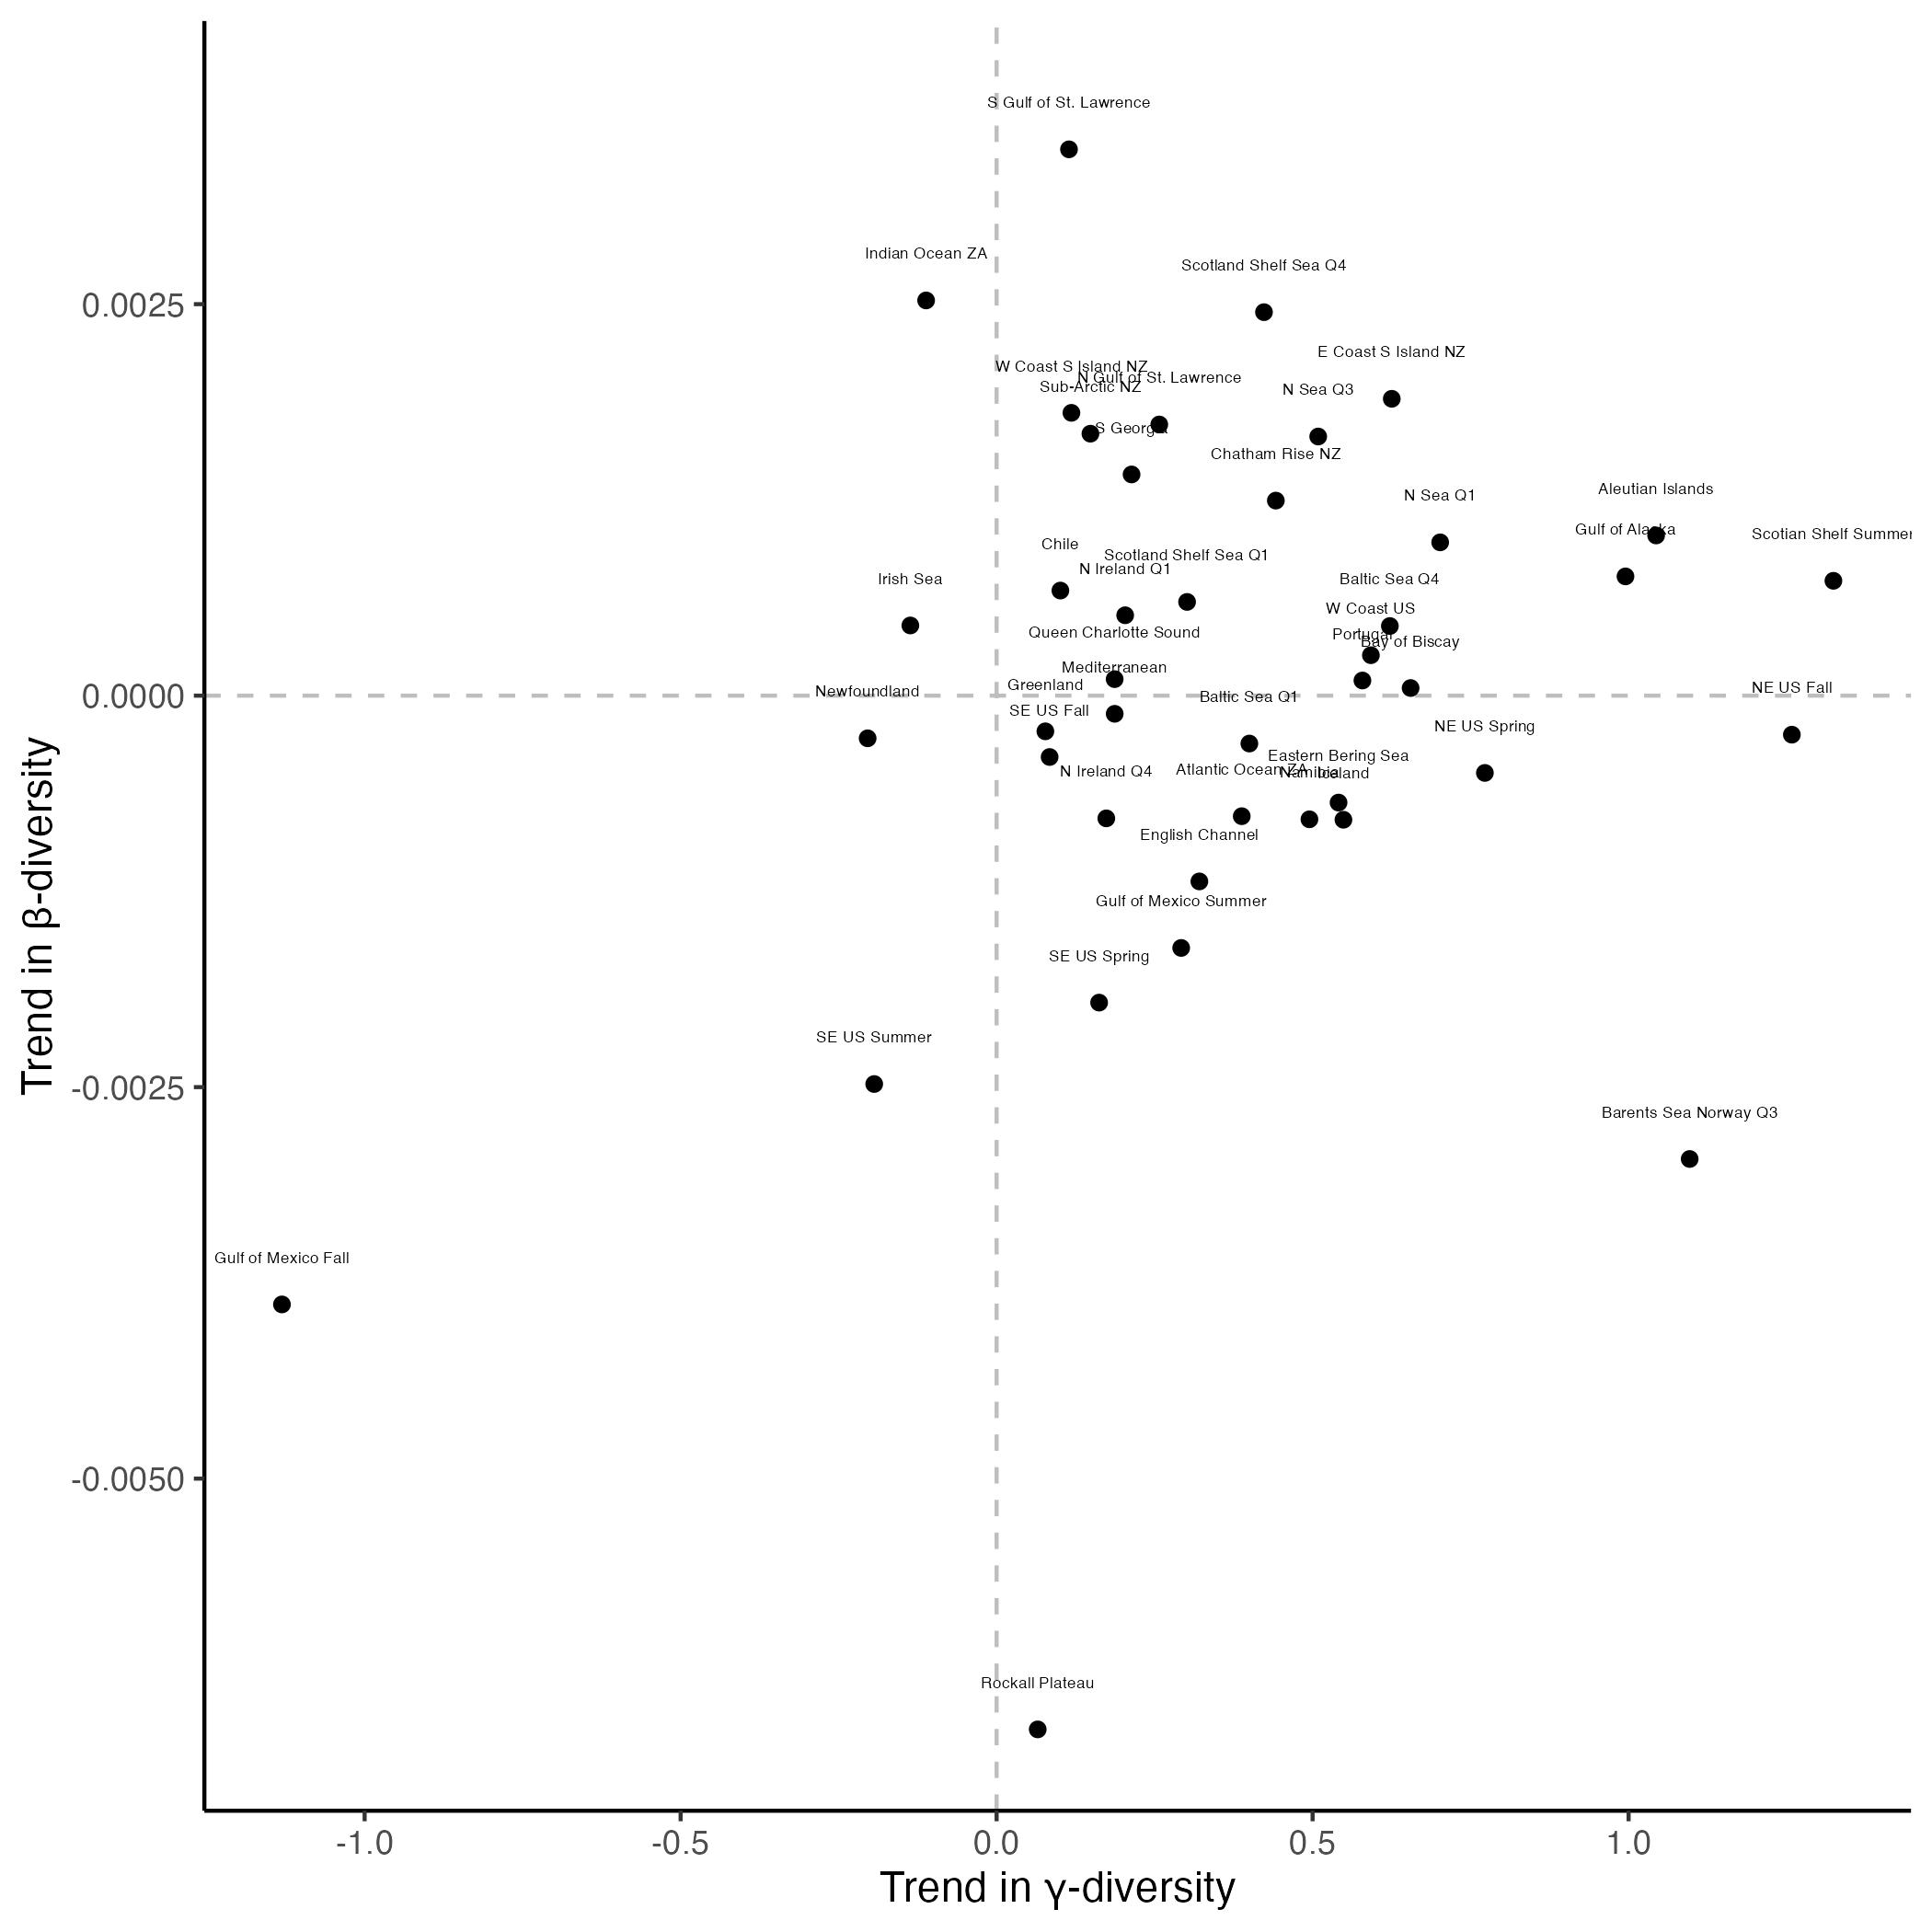 S Gulf of St. Lawrence
Indian Ocean ZA
Scotland Shelf Sea Q4
0.0025
E Coast S Island NZ
W Coast S Island NZ
N Gulf of St. Lawrence
Sub-Arctic NZ
N Sea Q3
S Georgia
Chatham Rise NZ
Aleutian Islands
N Sea Q1
Gulf of Alaska
Scotian Shelf Summer
Chile
Scotland Shelf Sea Q1
N Ireland Q1
Irish Sea
Baltic Sea Q4
W Coast US
Queen Charlotte Sound
Portugal
Bay of Biscay
Mediterranean
Greenland
NE US Fall
Newfoundland
0.0000
Baltic Sea Q1
SE US Fall
NE US Spring
Eastern Bering Sea
N Ireland Q4
Atlantic Ocean ZA
Namibia
Iceland
English Channel
Gulf of Mexico Summer
SE US Spring
SE US Summer
-0.0025
Barents Sea Norway Q3
Gulf of Mexico Fall
-0.0050
Rockall Plateau
Trend in β-diversity
-1.0
-0.5
0.0
0.5
1.0
Trend in γ-diversity